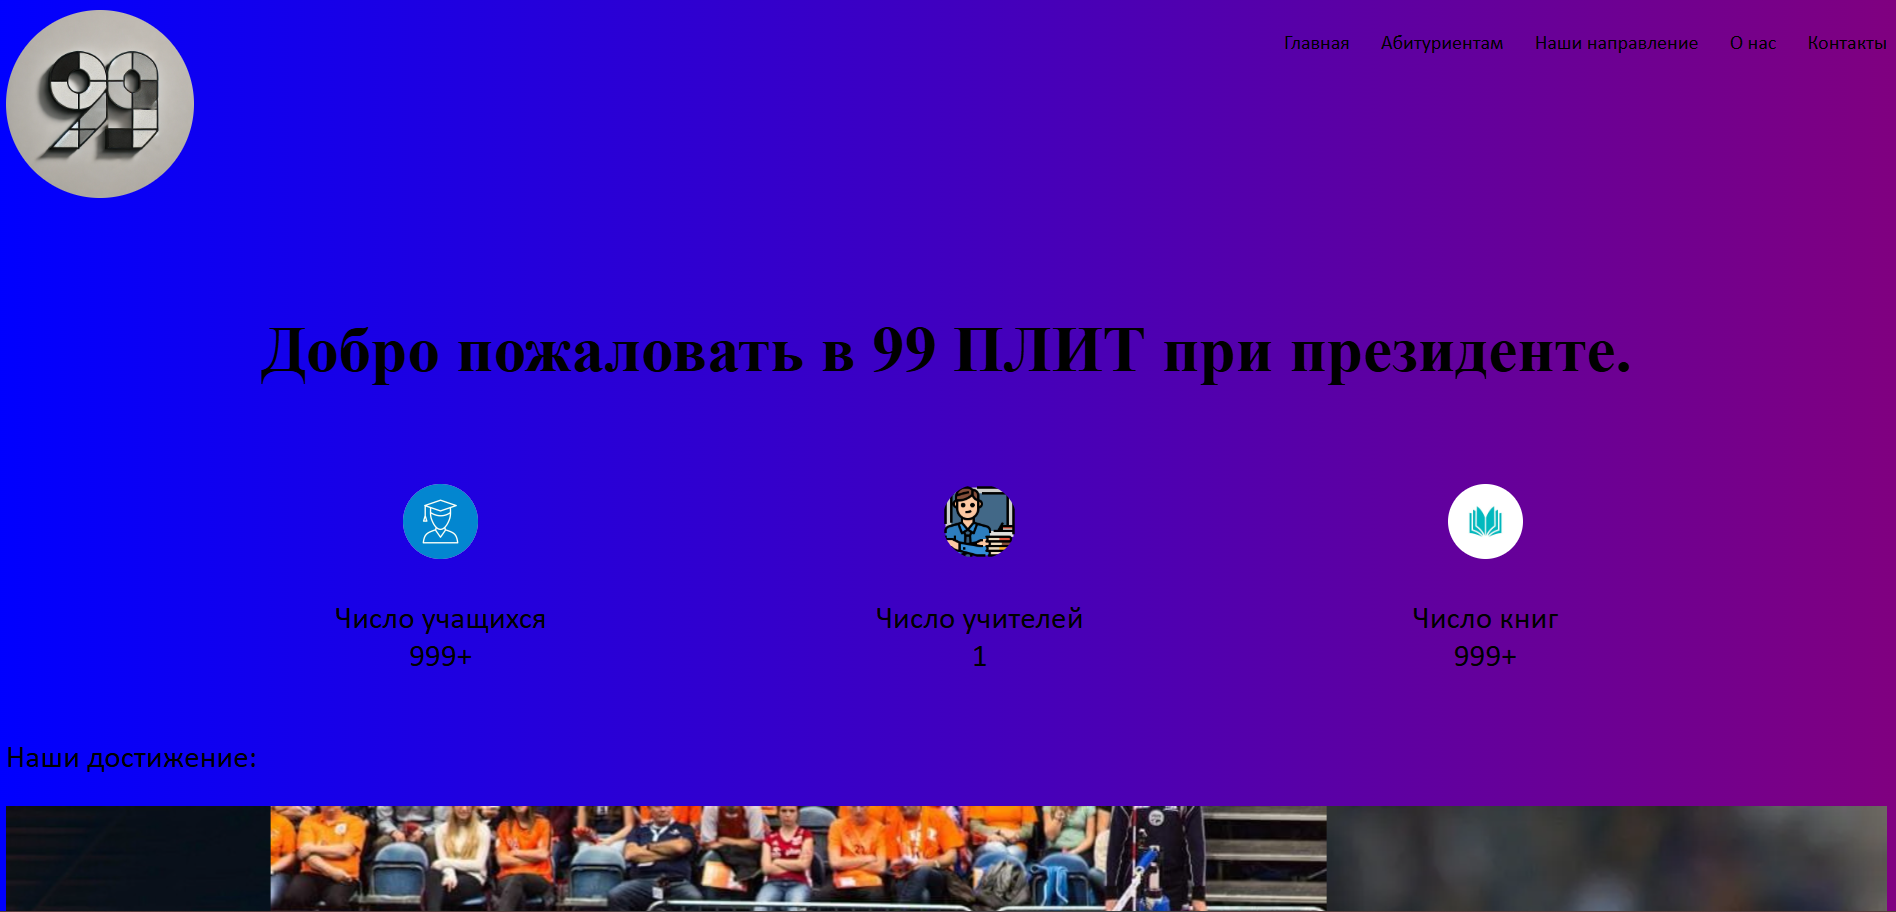 99
Главная Абитуриентам Наши направление О нас Контакты
Добро пожаловать в 99 ПЛИТ при президенте.
Число учащихся
999+
Число учителей
1
Число книг
999+
Наши достижение: